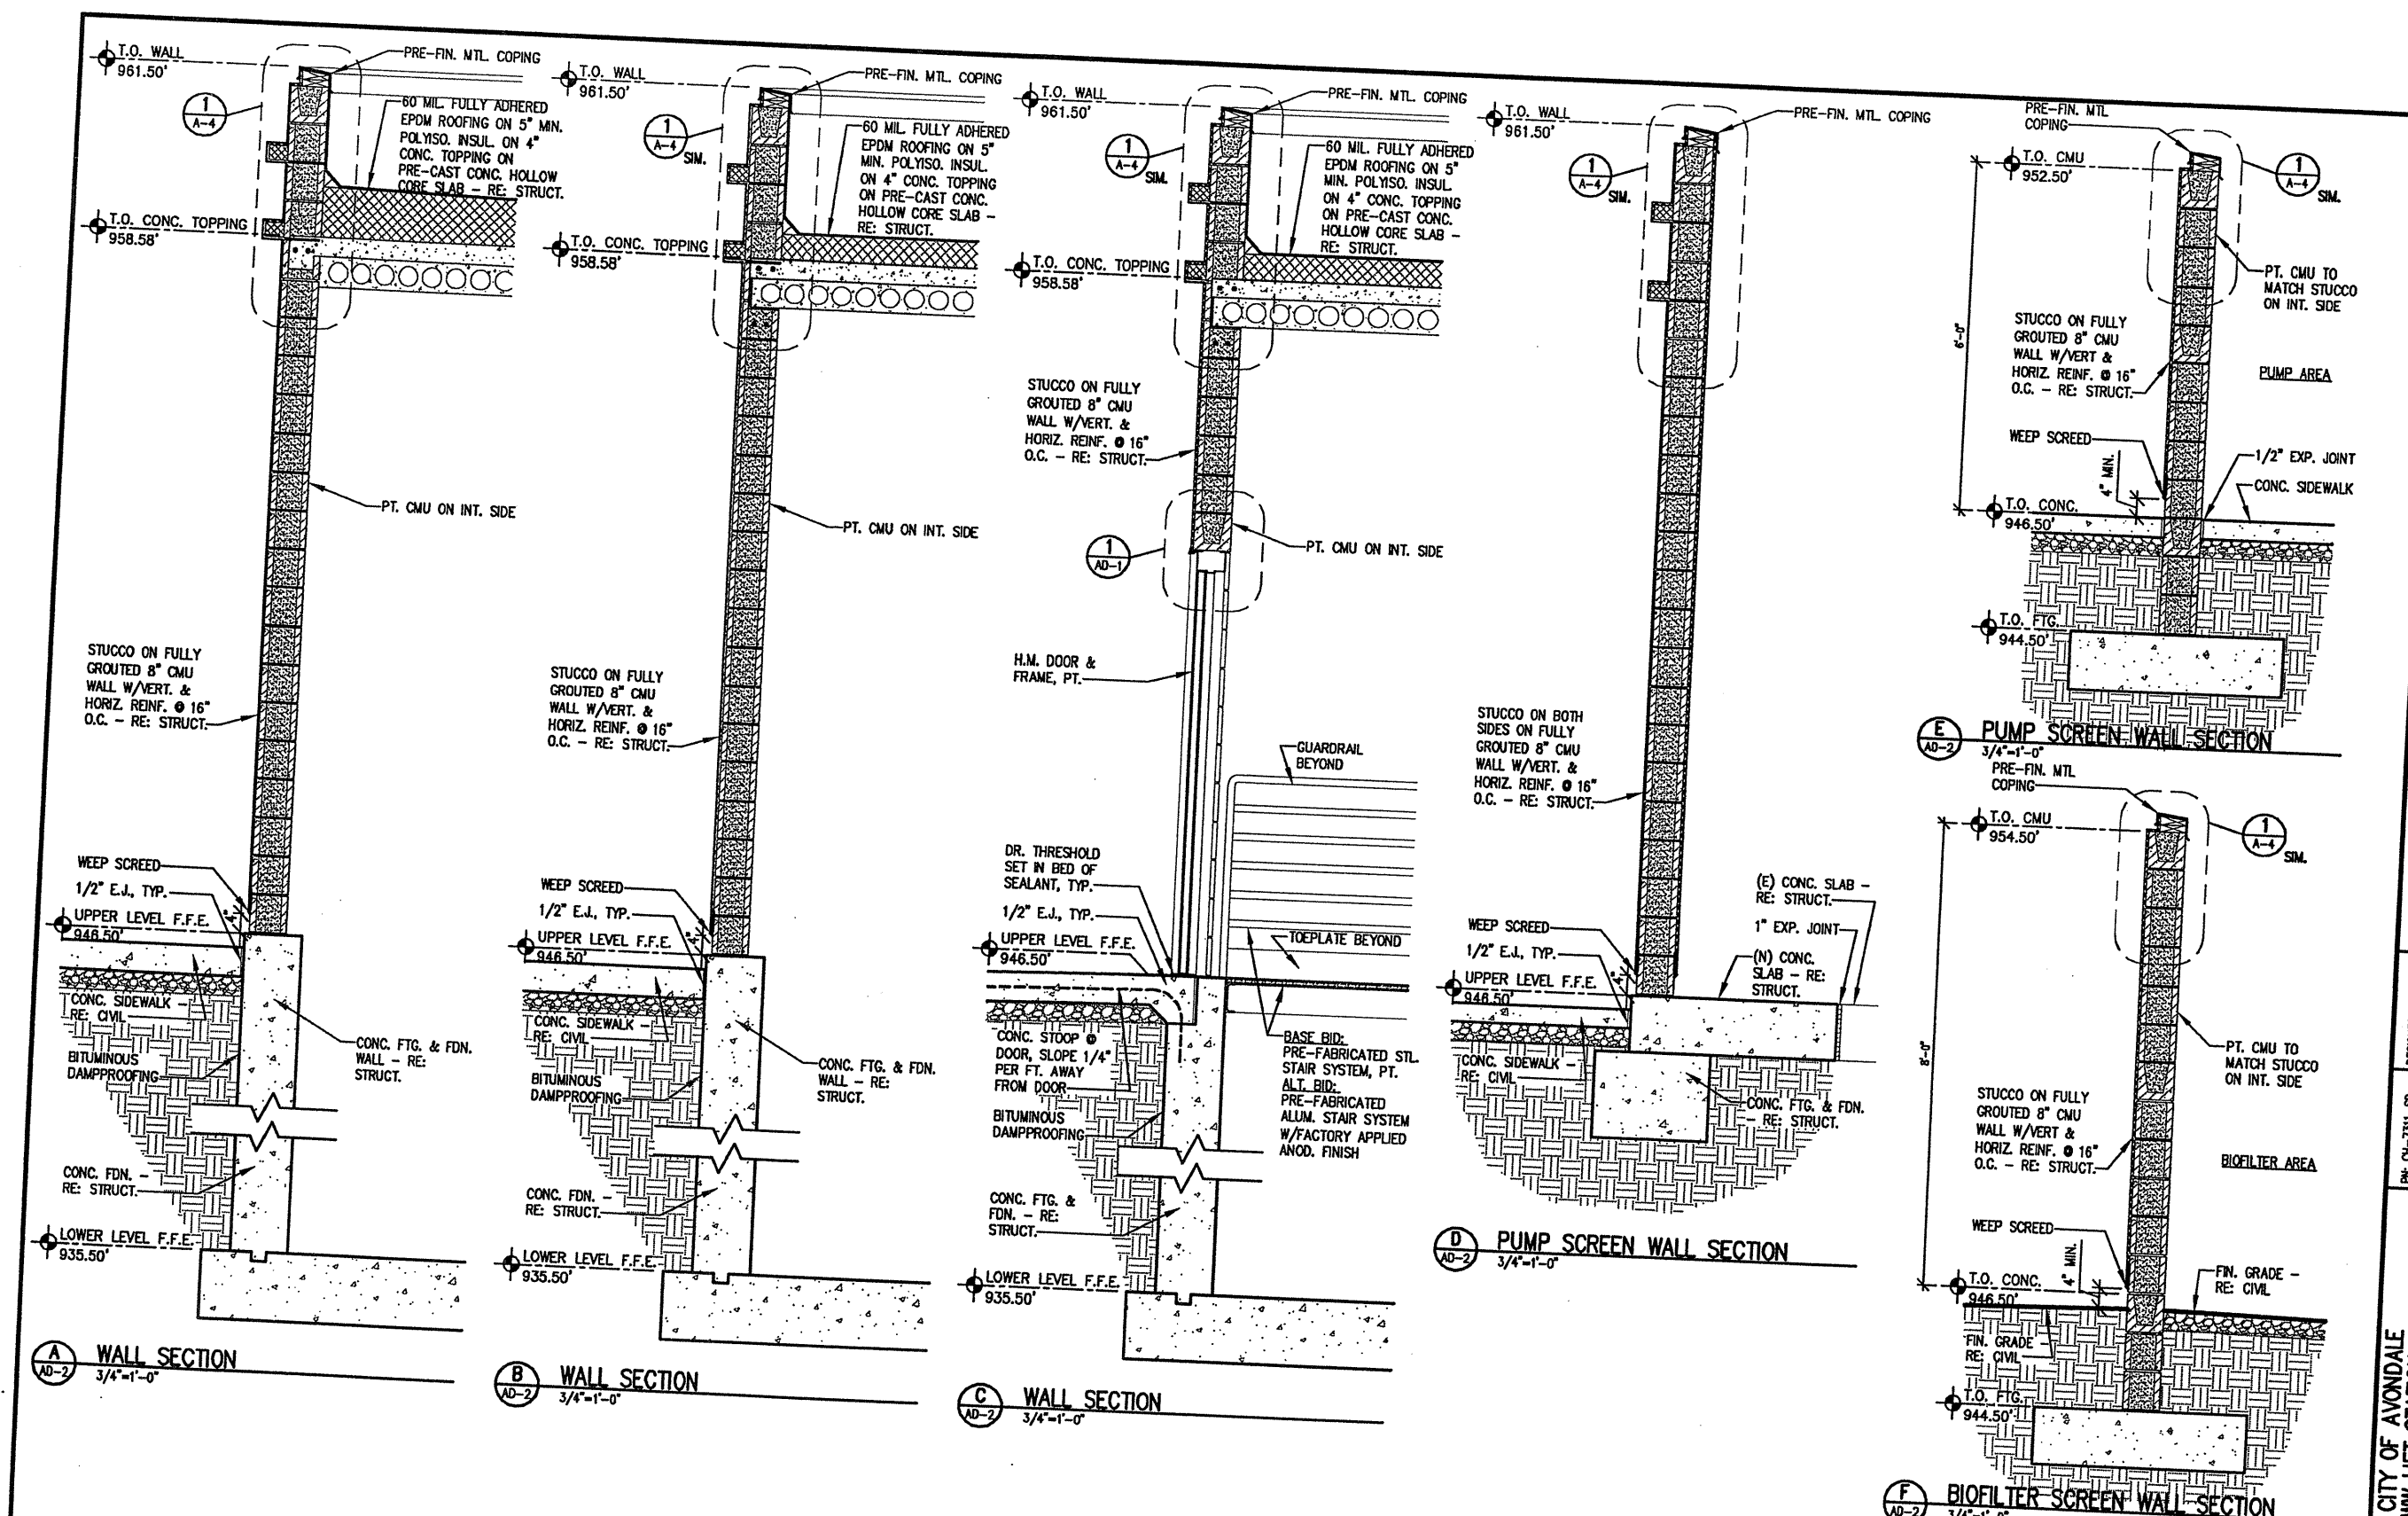 T.O. WALL
961.50'
PRE-FIN. MTL. COPING
1
A-4
60 MIL. FULLY ADHERED
EPDM ROOFING ON 5" MIN.
POLYISO. INSUL. ON 4"
CONC. TOPPING ON
PRE-CAST CONC. HOLLOW
CORE SLAB - RE: STRUCT.
T.O. CONC. TOPPING
958.58'
PT. CMU ON INT. SIDE
STUCCO ON FULLY
GROUTED 8" CMU
WALL W/VERT. &
HORIZ. REINF. @ 16"
O.C. - RE: STRUCT.
WEEP SCREED
1/2" E.J., TYP.
4"
UPPER LEVEL F.F.E.
946.50'
CONC. SIDEWALK -
RE: CIVIL
BITUMINOUS
DAMPPROOFING
CONC. FTG. & FDN.
WALL - RE:
STRUCT.
CONC. FDN. -
RE: STRUCT.
LOWER LEVEL F.F.E.
935.50'
A
AD-2
WALL SECTION
3/4"=1'-0"
T.O. WALL
961.50'
PRE-FIN. MTL. COPING
1
A-4
SIM.
60 MIL. FULLY ADHERED
EPDM ROOFING ON 5"
MIN. POLYISO. INSUL.
ON 4" CONC. TOPPING
ON PRE-CAST CONC.
HOLLOW CORE SLAB -
RE: STRUCT.
T.O. CONC. TOPPING
958.58'
PT. CMU ON INT. SIDE
STUCCO ON FULLY
GROUTED 8" CMU
WALL W/VERT. &
HORIZ. REINF. @ 16"
O.C. - RE: STRUCT.
WEEP SCREED
1/2" E.J., TYP.
4"
UPPER LEVEL F.F.E.
946.50'
CONC. SIDEWALK -
RE: CIVIL
BITUMINOUS
DAMPPROOFING
CONC. FTG. & FDN.
WALL - RE:
STRUCT.
CONC. FDN. -
RE: STRUCT.
LOWER LEVEL F.F.E.
935.50'
B
AD-2
WALL SECTION
3/4"=1'-0"
T.O. WALL
961.50'
PRE-FIN. MTL. COPING
1
A-4
SIM.
60 MIL. FULLY ADHERED
EPDM ROOFING ON 5"
MIN. POLYISO. INSUL.
ON 4" CONC. TOPPING
ON PRE-CAST CONC.
HOLLOW CORE SLAB -
RE: STRUCT.
T.O. CONC. TOPPING
958.58'
STUCCO ON FULLY
GROUTED 8" CMU
WALL W/VERT. &
HORIZ. REINF. @ 16"
O.C. - RE: STRUCT.
1
AD-1
PT. CMU ON INT. SIDE
H.M. DOOR &
FRAME, PT.
GUARDRAIL
BEYOND
DR. THRESHOLD
SET IN BED OF
SEALANT, TYP.
1/2" E.J., TYP.
UPPER LEVEL F.F.E.
946.50'
TOEPLATE BEYOND
CONC. STOOP @
DOOR, SLOPE 1/4"
PER FT. AWAY
FROM DOOR
BITUMINOUS
DAMPPROOFING
BASE BID:
PRE-FABRICATED STL.
STAIR SYSTEM, PT.
ALT. BID:
PRE-FABRICATED
ALUM. STAIR SYSTEM
W/FACTORY APPLIED
ANOD. FINISH
CONC. FTG. &
FDN. - RE:
STRUCT.
LOWER LEVEL F.F.E.
935.50'
C
AD-2
WALL SECTION
3/4"=1'-0"
T.O. WALL
961.50'
PRE-FIN. MTL. COPING
1
A-4
SIM.
STUCCO ON BOTH
SIDES ON FULLY
GROUTED 8" CMU
WALL W/VERT. &
HORIZ. REINF. @ 16"
O.C. - RE: STRUCT.
(E) CONC. SLAB -
RE: STRUCT.
1" EXP. JOINT
(N) CONC.
SLAB - RE:
STRUCT.
WEEP SCREED
1/2" E.J., TYP.
4"
UPPER LEVEL F.F.E.
946.50'
CONC. SIDEWALK -
RE: CIVIL
CONC. FTG. & FDN.
- RE: STRUCT.
D
AD-2
PUMP SCREEN WALL SECTION
3/4"=1'-0"
PRE-FIN. MTL
COPING
T.O. CMU
952.50'
1
A-4
SIM.
PT. CMU TO
MATCH STUCCO
ON INT. SIDE
6'-0"
STUCCO ON FULLY
GROUTED 8" CMU
WALL W/VERT &
HORIZ. REINF. @ 16"
O.C. - RE: STRUCT.
PUMP AREA
WEEP SCREED
4" MIN.
1/2" EXP. JOINT
CONC. SIDEWALK
T.O. CONC.
946.50'
T.O. FTG.
944.50'
E
AD-2
PUMP SCREEN WALL SECTION
3/4"=1'-0"
PRE-FIN. MTL
COPING
T.O. CMU
954.50'
1
A-4
SIM.
8'-0"
PT. CMU TO
MATCH STUCCO
ON INT. SIDE
STUCCO ON FULLY
GROUTED 8" CMU
WALL W/VERT &
HORIZ. REINF. @ 16"
O.C. - RE: STRUCT.
BIOFILTER AREA
WEEP SCREED
4" MIN.
T.O. CONC.
946.50'
FIN. GRADE -
RE: CIVIL
FIN. GRADE -
RE: CIVIL
T.O. FTG.
944.50'
F
AD-2
BIOFILTER SCREEN WALL SECTION
3/4"=1'-0"
CITY OF AVONDALE